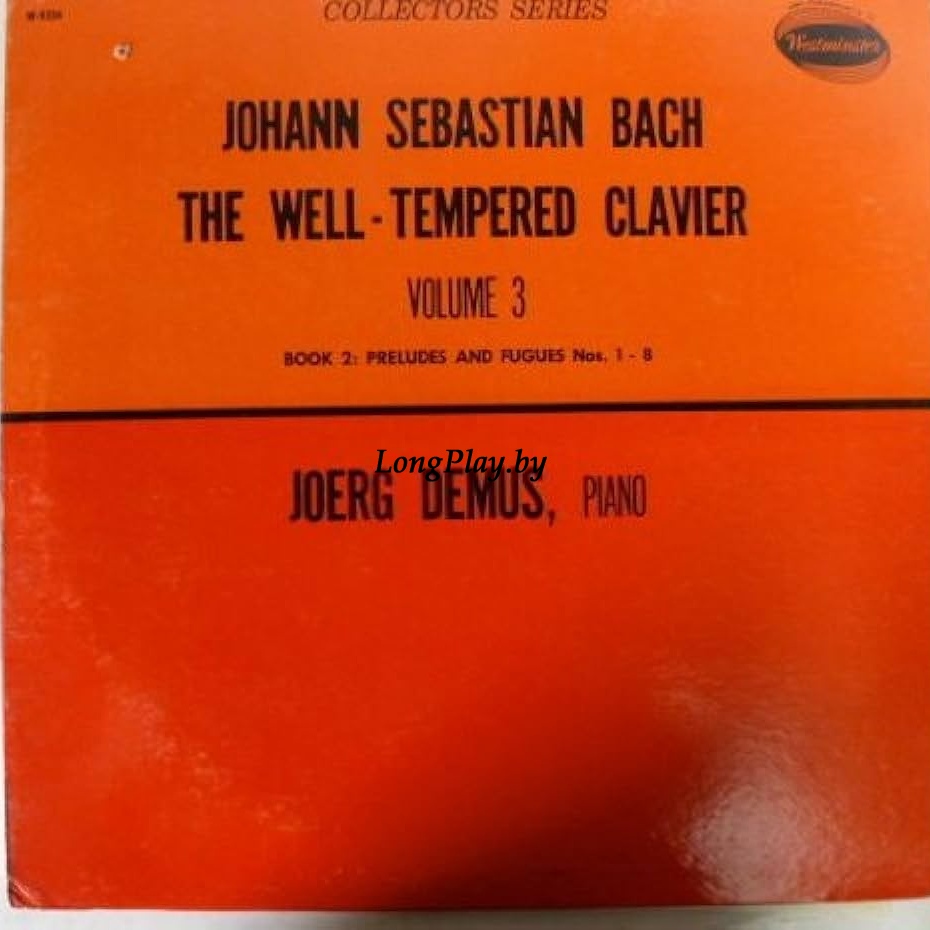 COLLECTORS SERIES
Westminster
JOHANN SEBASTIAN BACH
THE WELL-TEMPERED CLAVIER
VOLUME 3
BOOK 2: PRELUDES AND FUGUES Nos. 1 - 8
LongPlay.by
JOERG DEMUS, PIANO